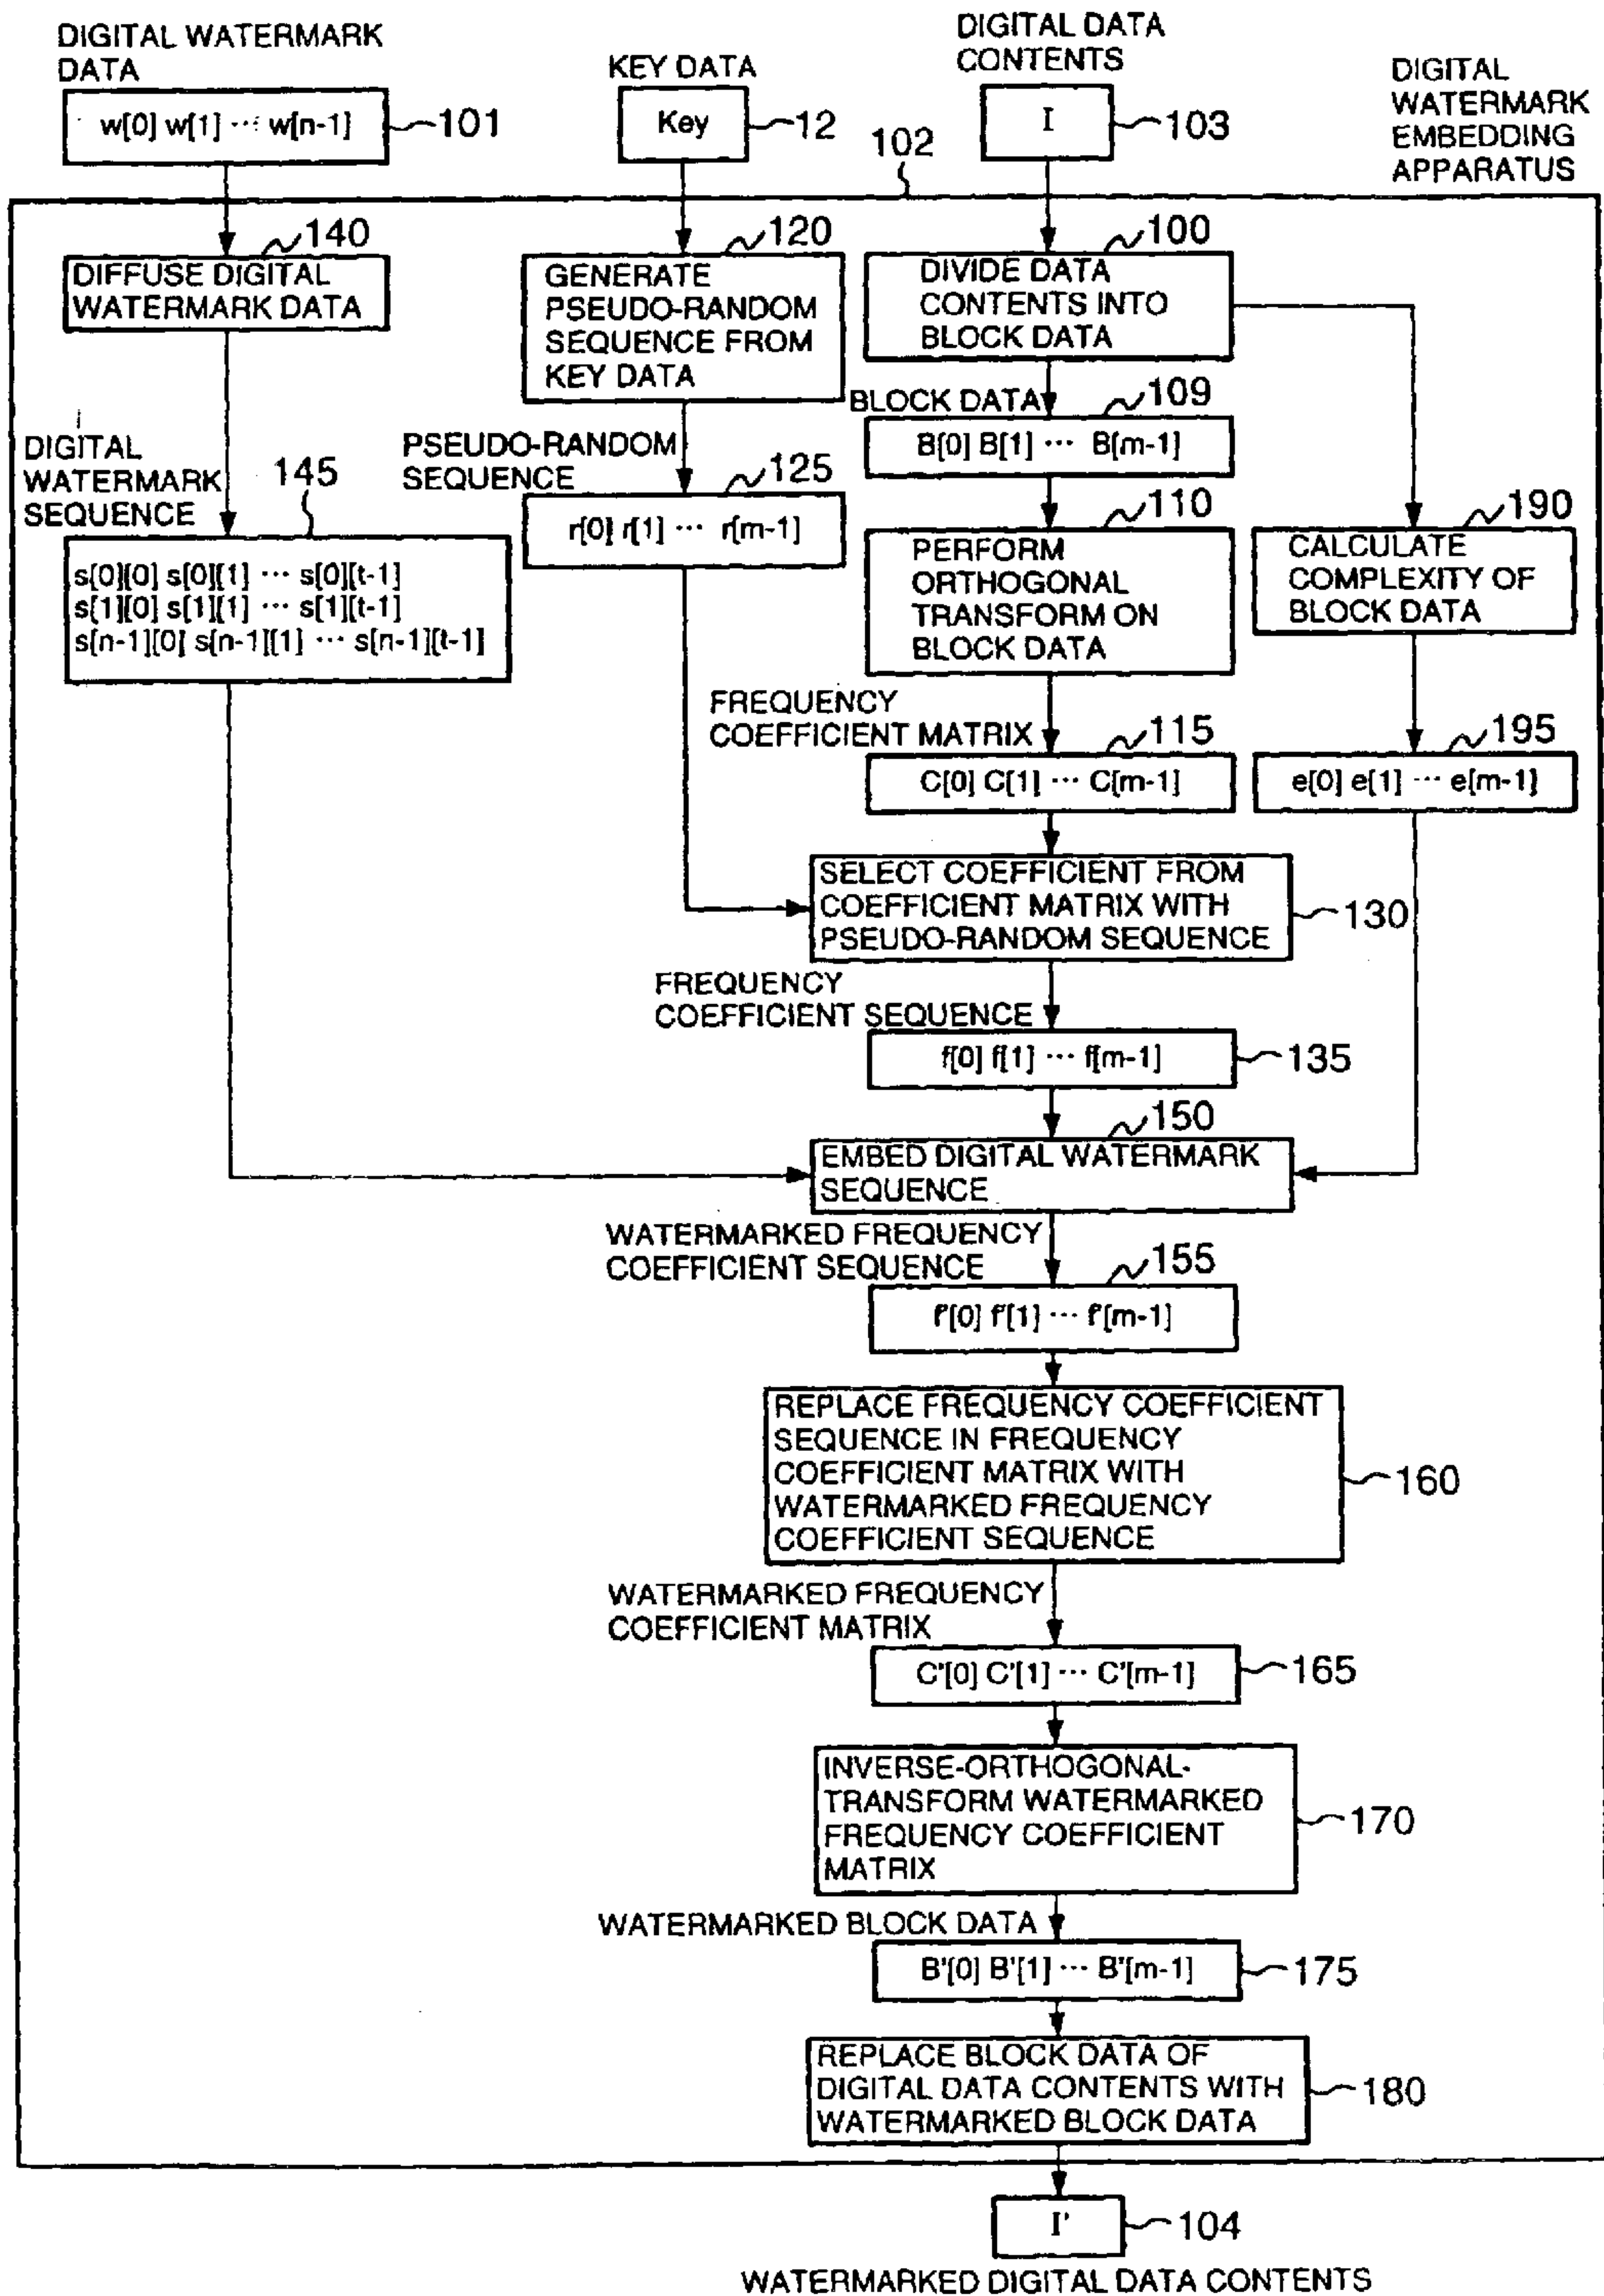 DIGITAL WATERMARK
DATA
w[0] w[1] ··· w[n-1]
101
KEY DATA
Key
12
DIGITAL DATA
CONTENTS
I
103
DIGITAL
WATERMARK
EMBEDDING
APPARATUS
102
140
DIFFUSE DIGITAL
WATERMARK DATA
120
GENERATE
PSEUDO-RANDOM
SEQUENCE FROM
KEY DATA
100
DIVIDE DATA
CONTENTS INTO
BLOCK DATA
BLOCK DATA
109
B[0] B[1] ··· B[m-1]
DIGITAL
WATERMARK
SEQUENCE
145
s[0][0] s[0][1] ··· s[0][t-1]
s[1][0] s[1][1] ··· s[1][t-1]
s[n-1][0] s[n-1][1] ··· s[n-1][t-1]
PSEUDO-RANDOM
SEQUENCE
125
r[0] r[1] ··· r[m-1]
110
PERFORM
ORTHOGONAL
TRANSFORM ON
BLOCK DATA
190
CALCULATE
COMPLEXITY OF
BLOCK DATA
FREQUENCY
COEFFICIENT MATRIX
115
C[0] C[1] ··· C[m-1]
195
e[0] e[1] ··· e[m-1]
SELECT COEFFICIENT FROM
COEFFICIENT MATRIX WITH
PSEUDO-RANDOM SEQUENCE
130
FREQUENCY
COEFFICIENT SEQUENCE
f[0] f[1] ··· f[m-1]
135
150
EMBED DIGITAL WATERMARK
SEQUENCE
WATERMARKED FREQUENCY
COEFFICIENT SEQUENCE
155
f'[0] f'[1] ··· f'[m-1]
REPLACE FREQUENCY COEFFICIENT
SEQUENCE IN FREQUENCY
COEFFICIENT MATRIX WITH
WATERMARKED FREQUENCY
COEFFICIENT SEQUENCE
160
WATERMARKED FREQUENCY
COEFFICIENT MATRIX
C'[0] C'[1] ··· C'[m-1]
165
INVERSE-ORTHOGONAL-
TRANSFORM WATERMARKED
FREQUENCY COEFFICIENT
MATRIX
170
WATERMARKED BLOCK DATA
B'[0] B'[1] ··· B'[m-1]
175
REPLACE BLOCK DATA OF
DIGITAL DATA CONTENTS WITH
WATERMARKED BLOCK DATA
180
I'
104
WATERMARKED DIGITAL DATA CONTENTS